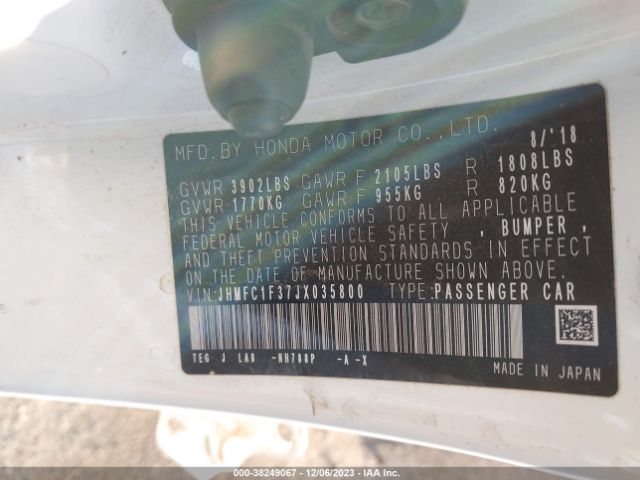 MFD.BY HONDA MOTOR CO.,LTD. 8/'18
GVWR 3902LBS GAWR F 2105LBS R 1808LBS
GVWR 1770KG GAWR F 955KG R 820KG
THIS VEHICLE CONFORMS TO ALL APPLICABLE
FEDERAL MOTOR VEHICLE SAFETY , BUMPER ,
AND THEFT PREVENTION STANDARDS IN EFFECT
ON THE DATE OF MANUFACTURE SHOWN ABOVE.
V.I.N.:JHMFC1F37JX035800 TYPE:PASSENGER CAR
TEG J LA0 -NH788P -A -X
MADE IN JAPAN
000-38249067 - 12/06/2023 - IAA Inc.